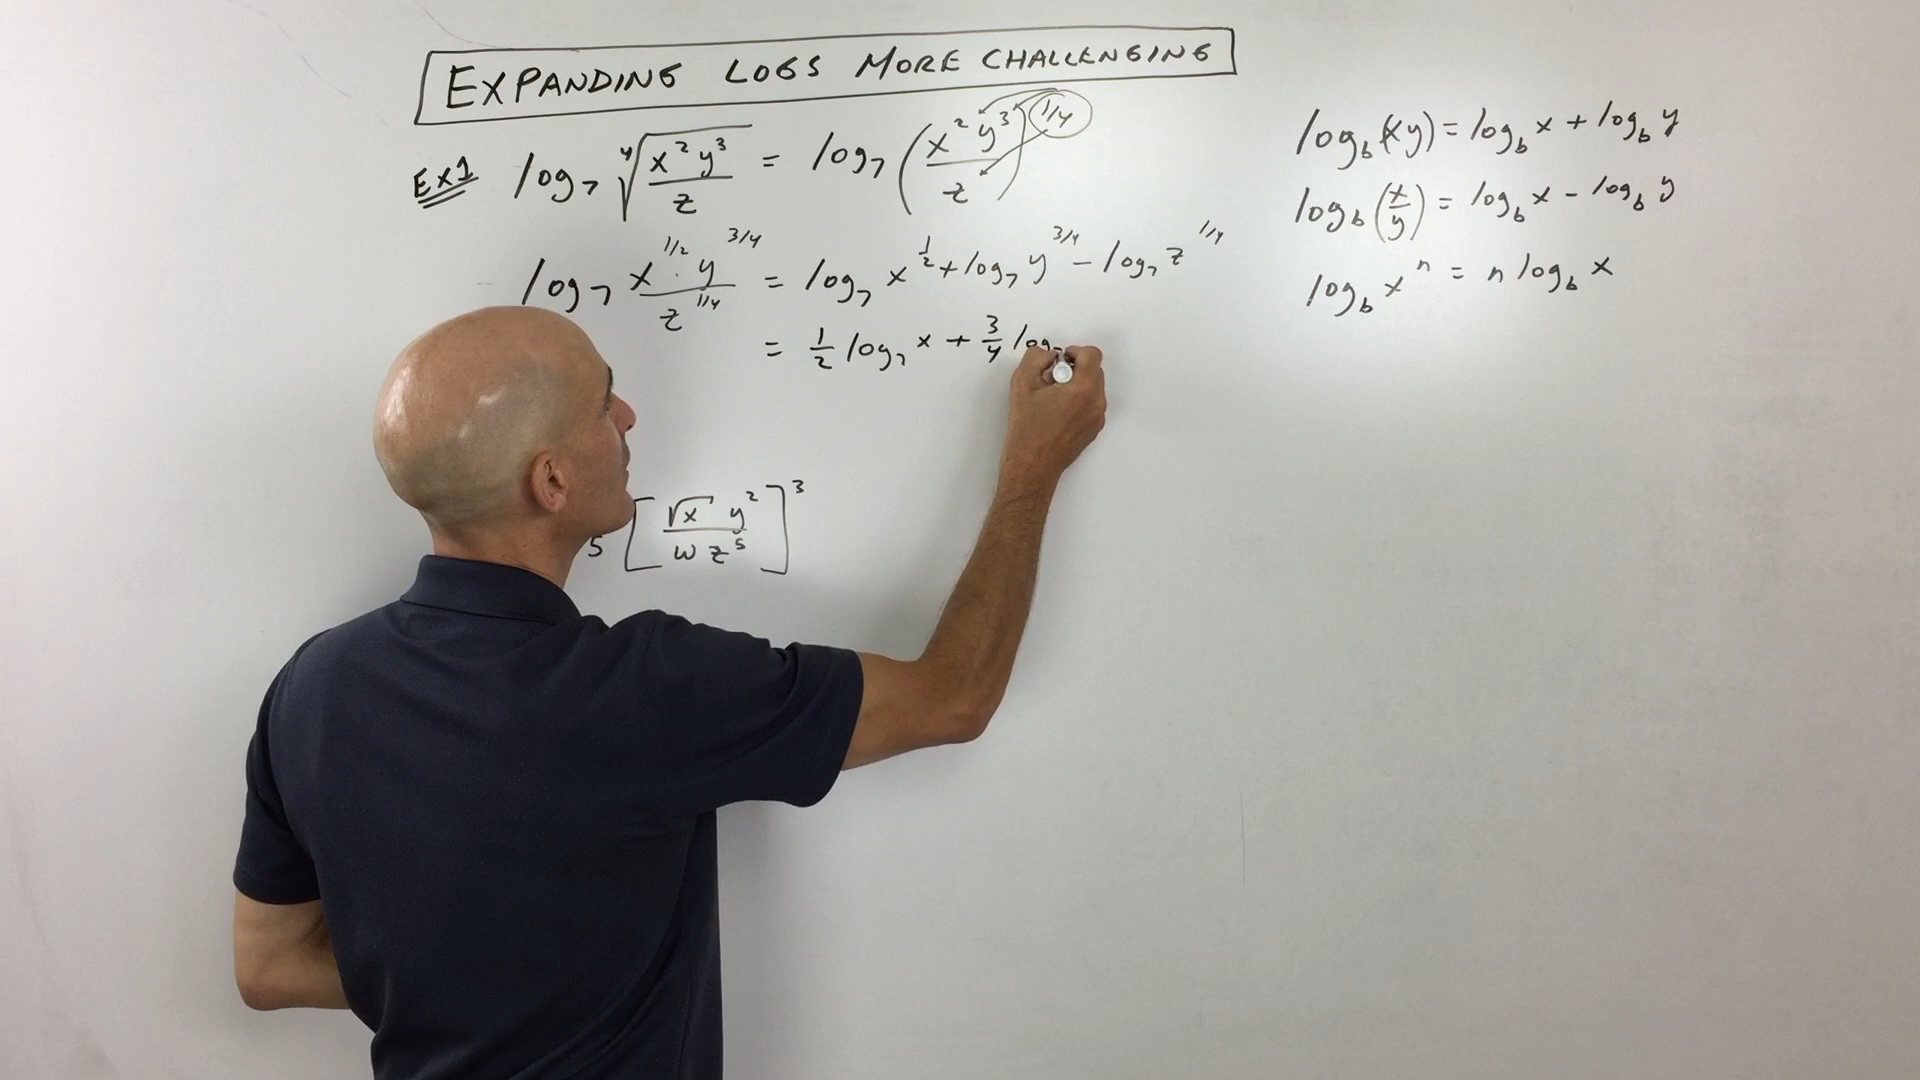 EXPANDING LOGS MORE CHALLENGING
EX1 log₇ ⁴√(x²y³/z) = log₇ (x²y³/z)^1/4
log₇ x^1/2 · y^3/4 / z^1/4 = log₇ x^1/2 + log₇ y^3/4 − log₇ z^1/4
= 1/2 log₇ x + 3/4 log₇
5 [√x y² / w z⁵]³
log_b(xy) = log_b x + log_b y
log_b(x/y) = log_b x − log_b y
log_b xⁿ = n log_b x